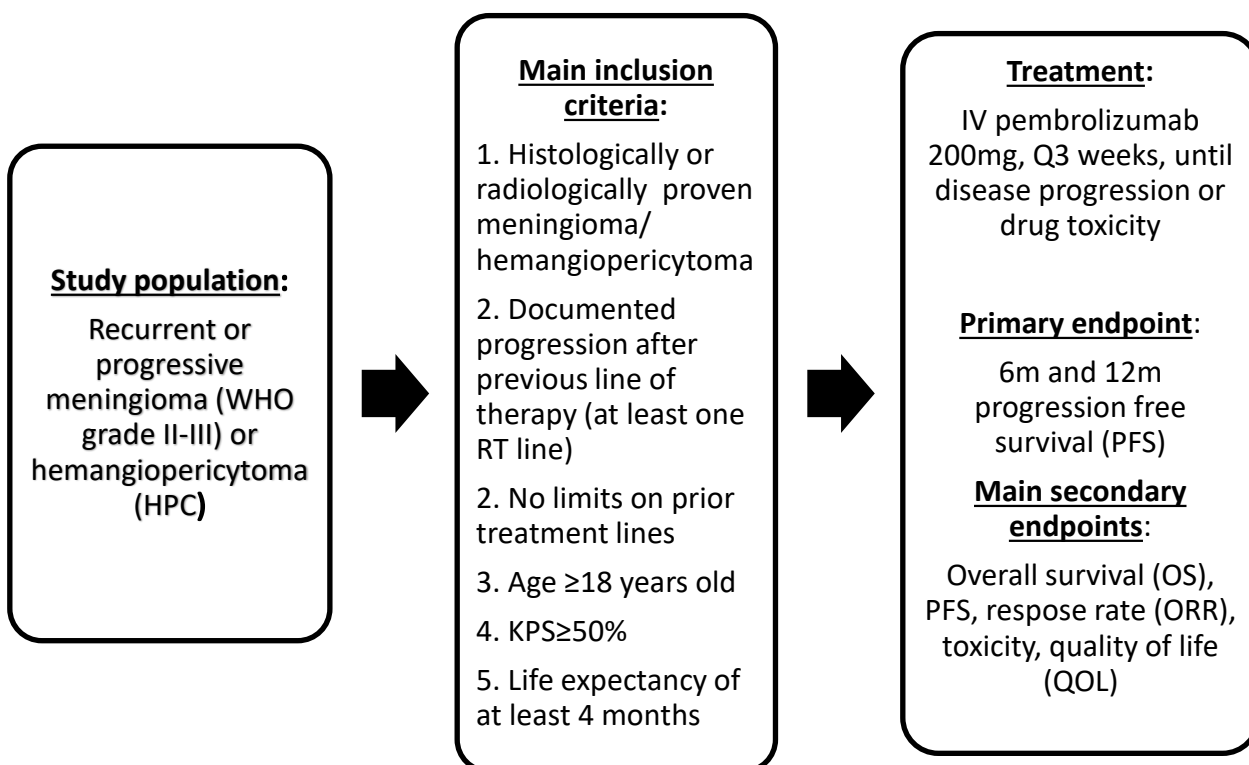 Study population:
Recurrent or
progressive
meningioma (WHO
grade II-III) or
hemangiopericytoma
(HPC)
Main inclusion
criteria:
1. Histologically or
radiologically proven
meningioma/
hemangiopericytoma
2. Documented
progression after
previous line of
therapy (at least one
RT line)
2. No limits on prior
treatment lines
3. Age ≥18 years old
4. KPS≥50%
5. Life expectancy of
at least 4 months
Treatment:
IV pembrolizumab
200mg, Q3 weeks, until
disease progression or
drug toxicity
Primary endpoint:
6m and 12m
progression free
survival (PFS)
Main secondary
endpoints:
Overall survival (OS),
PFS, respose rate (ORR),
toxicity, quality of life
(QOL)